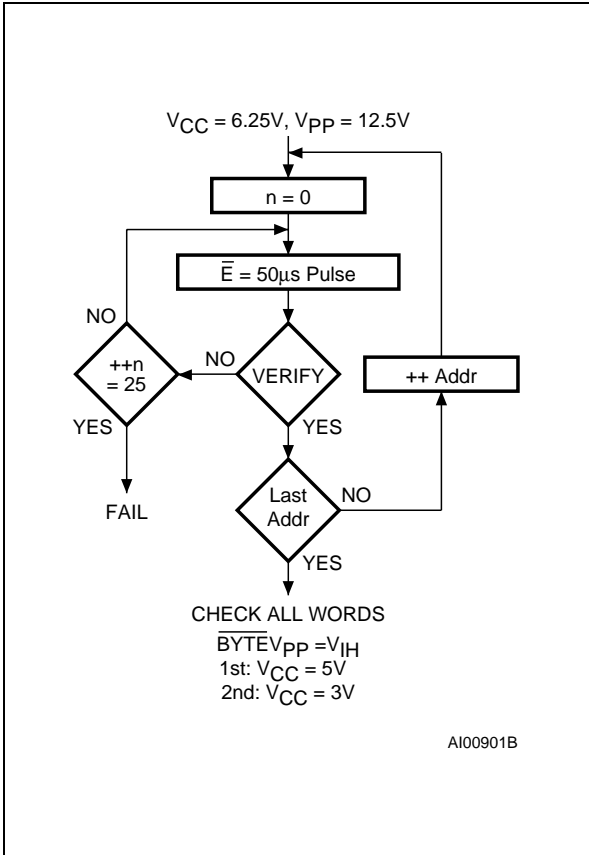 VCC = 6.25V, VPP = 12.5V
n = 0
E̅ = 50µs Pulse
NO
++n
= 25
NO
VERIFY
++ Addr
YES
YES
FAIL
Last
Addr
NO
YES
CHECK ALL WORDS
B̅Y̅T̅E̅VPP =VIH
1st: VCC = 5V
2nd: VCC = 3V
AI00901B